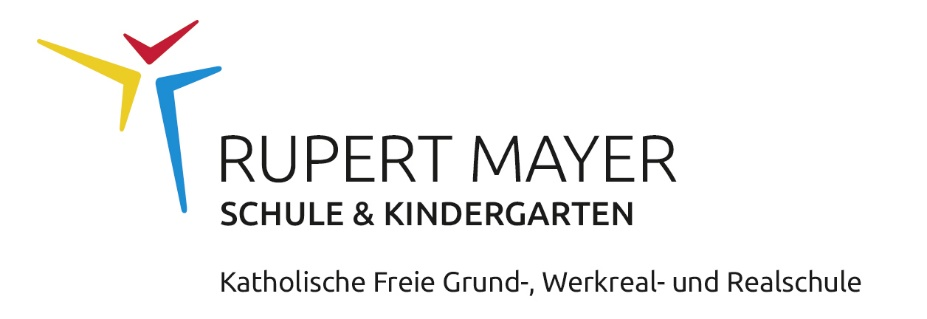 RUPERT MAYER
SCHULE & KINDERGARTEN
Katholische Freie Grund-, Werkreal- und Realschule